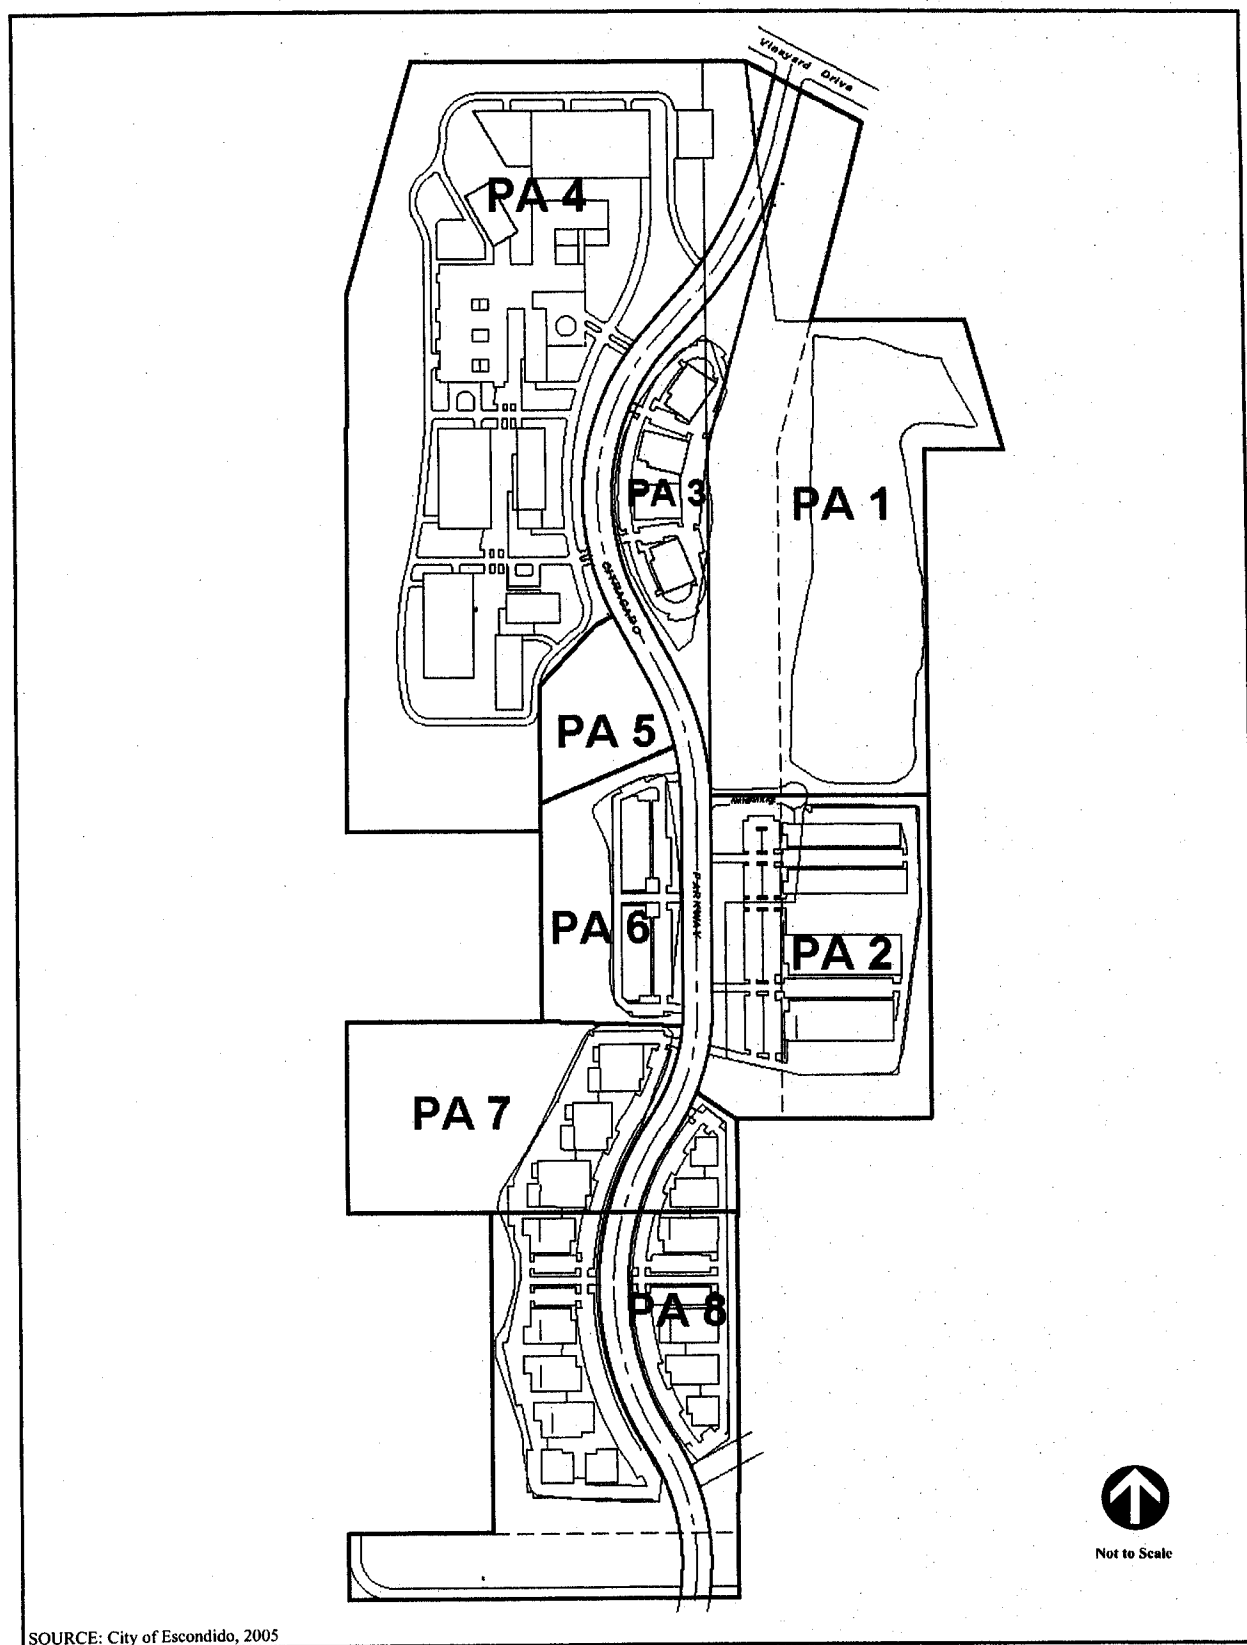 Vineyard Drive
PA 4
PA 3
PA 1
CITRACADO
PA 5
PARKWAY
PA 6
PA 2
PA 7
PA 8
Not to Scale
SOURCE: City of Escondido, 2005